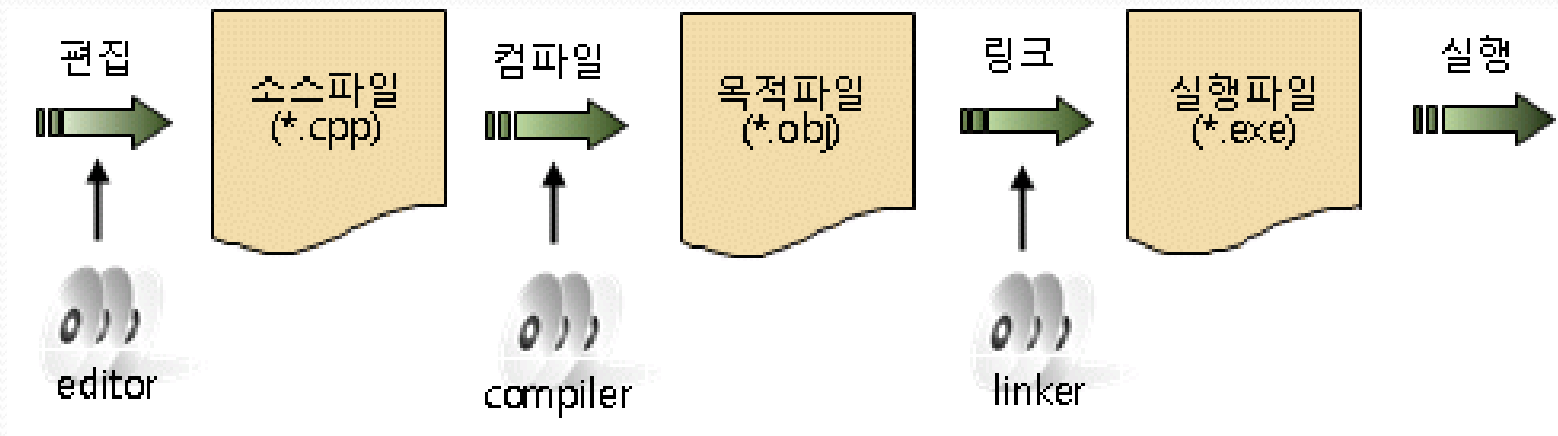 편집
소스파일
(*.cpp)
컴파일
목적파일
(*.obj)
링크
실행파일
(*.exe)
실행
editor
compiler
linker